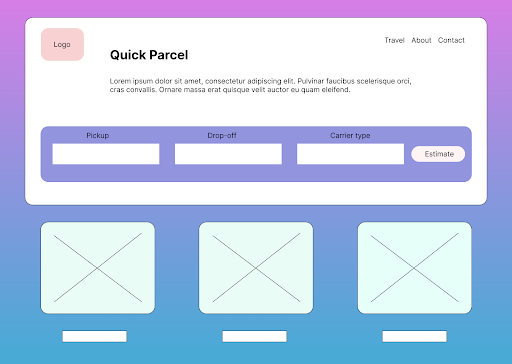 Logo
Travel About Contact
Quick Parcel
Lorem ipsum dolor sit amet, consectetur adipiscing elit. Pulvinar faucibus scelerisque orci,
cras convallis. Ornare massa erat quisque velit auctor eu quam eleifend.
Pickup Drop-off Carrier type
Estimate